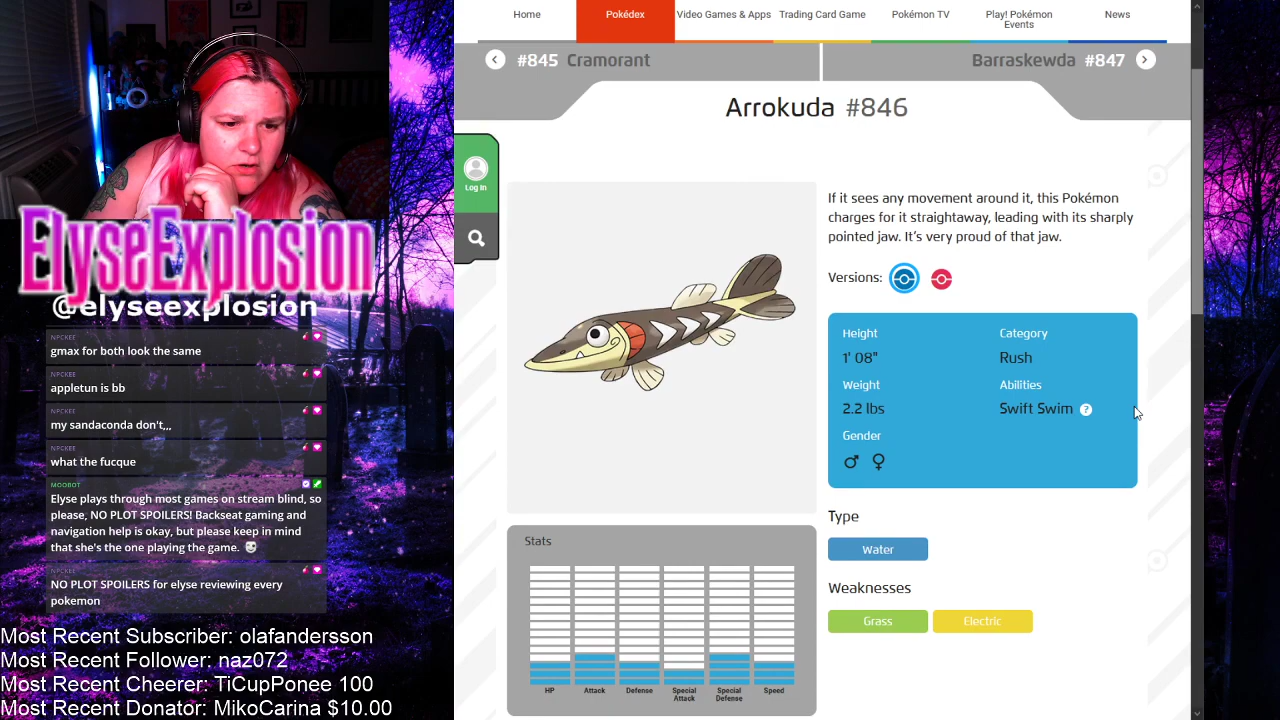 Home
Pokédex
Video Games & Apps
Trading Card Game
Pokémon TV
Play! Pokémon
Events
News
#845 Cramorant
Barraskewda #847
Arrokuda #846
Log In
If it sees any movement around it, this Pokémon
charges for it straightaway, leading with its sharply
pointed jaw. It's very proud of that jaw.
Versions:
Height
1' 08"
Weight
2.2 lbs
Gender
Category
Rush
Abilities
Swift Swim ?
Type
Water
Weaknesses
Grass
Electric
Stats
HP
Attack
Defense
Special
Attack
Special
Defense
Speed
ElyseExplosion
@elyseexplosion
NPCKEE
gmax for both look the same
NPCKEE
appletun is bb
NPCKEE
my sandaconda don't,,,
NPCKEE
what the fucque
MOOBOT
Elyse plays through most games on stream blind, so
please, NO PLOT SPOILERS! Backseat gaming and
navigation help is okay, but please keep in mind
that she's the one playing the game.
NPCKEE
NO PLOT SPOILERS for elyse reviewing every
pokemon
Most Recent Subscriber: olafandersson
Most Recent Follower: naz072
Most Recent Cheerer: TiCupPonee 100
Most Recent Donator: MikoCarina $10.00